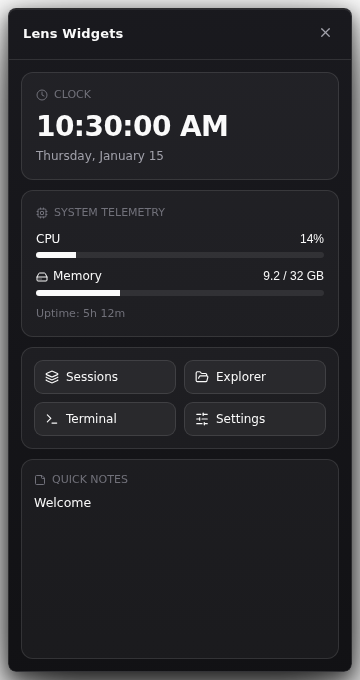 Lens Widgets
CLOCK
10:30:00 AM
Thursday, January 15
SYSTEM TELEMETRY
CPU 14%
Memory 9.2 / 32 GB
Uptime: 5h 12m
Sessions Explorer
Terminal Settings
QUICK NOTES
Welcome